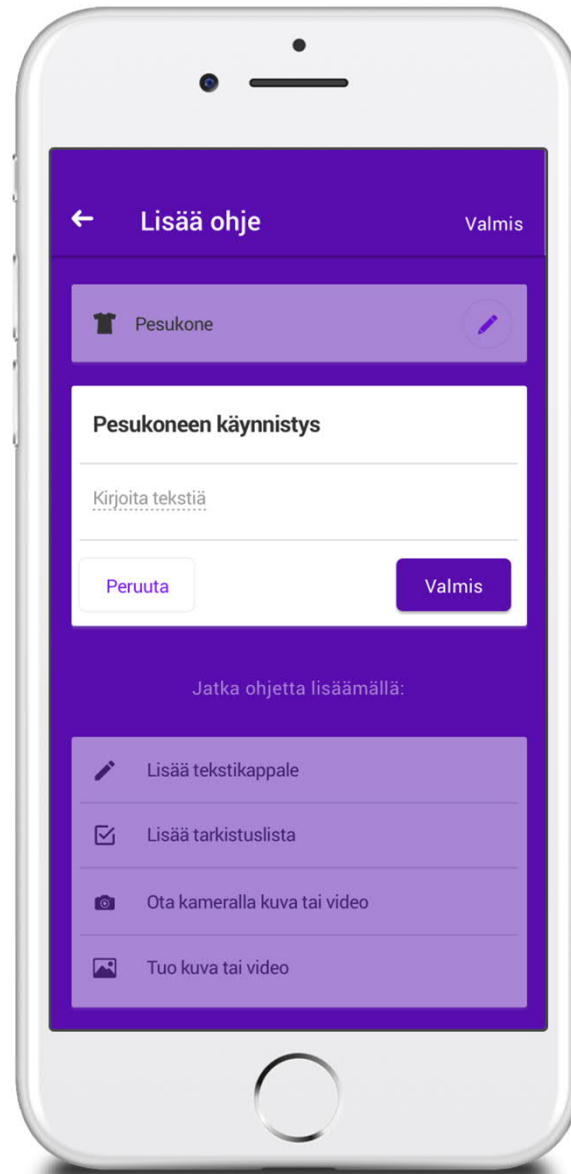 Lisää ohje
Valmis
Pesukone
Pesukoneen käynnistys
Kirjoita tekstiä
Peruuta
Valmis
Jatka ohjetta lisäämällä:
Lisää tekstikappale
Lisää tarkistuslista
Ota kameralla kuva tai video
Tuo kuva tai video